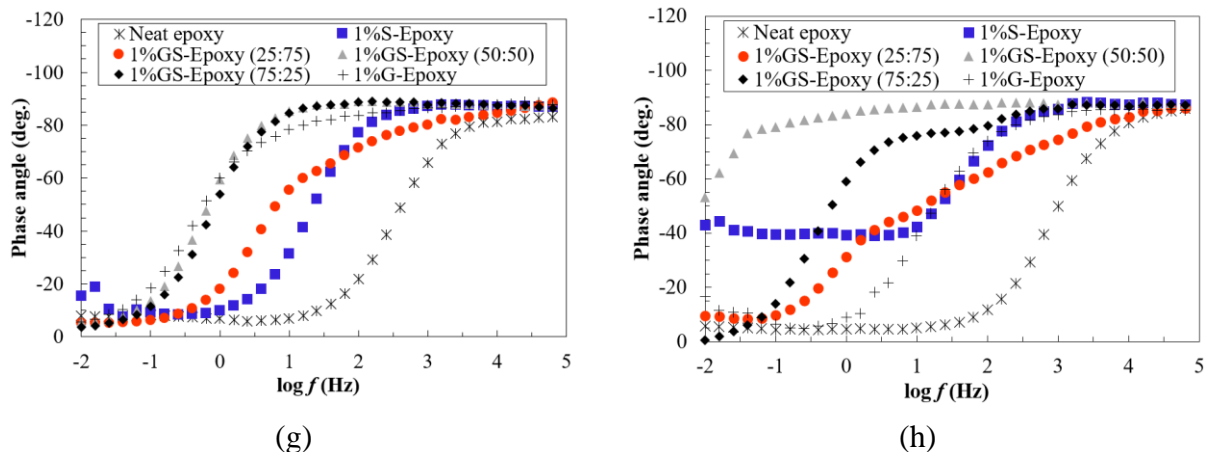 Neat epoxy 1%S-Epoxy
1%GS-Epoxy (25:75) 1%GS-Epoxy (50:50)
1%GS-Epoxy (75:25) 1%G-Epoxy
-120
-100
-80
-60
-40
-20
0
Phase angle (deg.)
-2 -1 0 1 2 3 4 5
log f (Hz)
(g)
Neat epoxy 1%S-Epoxy
1%GS-Epoxy (25:75) 1%GS-Epoxy (50:50)
1%GS-Epoxy (75:25) 1%G-Epoxy
-120
-100
-80
-60
-40
-20
0
Phase angle (deg.)
-2 -1 0 1 2 3 4 5
log f (Hz)
(h)